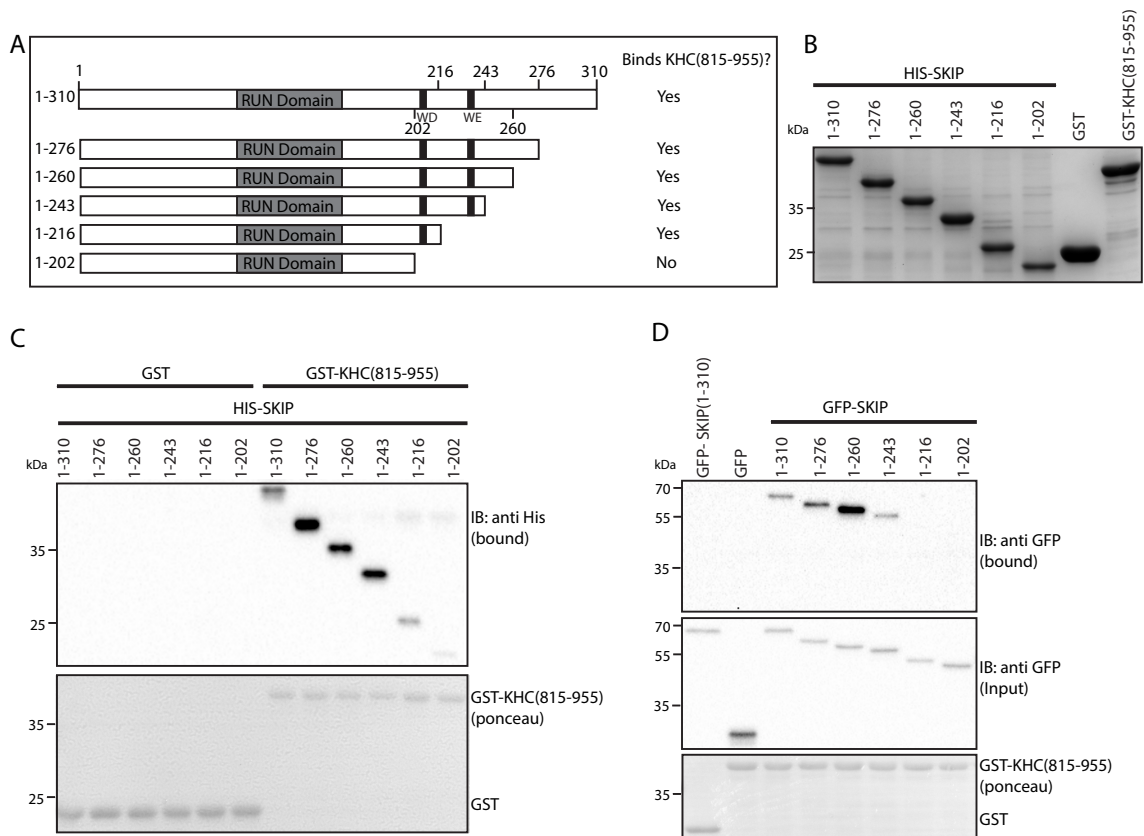 A
Binds KHC(815-955)?
1 216 243 276 310
1-310 RUN Domain Yes
WD WE
202 260
1-276 RUN Domain Yes
1-260 RUN Domain Yes
1-243 RUN Domain Yes
1-216 RUN Domain Yes
1-202 RUN Domain No
B
HIS-SKIP
kDa 1-310 1-276 1-260 1-243 1-216 1-202 GST GST-KHC(815-955)
35
25
C
GST GST-KHC(815-955)
HIS-SKIP
kDa 1-310 1-276 1-260 1-243 1-216 1-202 1-310 1-276 1-260 1-243 1-216 1-202
IB: anti His
(bound)
35
25
GST-KHC(815-955)
(ponceau)
35
25
GST
D
GFP-SKIP
kDa GFP- SKIP(1-310) GFP 1-310 1-276 1-260 1-243 1-216 1-202
70
55
IB: anti GFP
(bound)
35
70
55
IB: anti GFP
(Input)
35
GST-KHC(815-955)
(ponceau)
35
GST